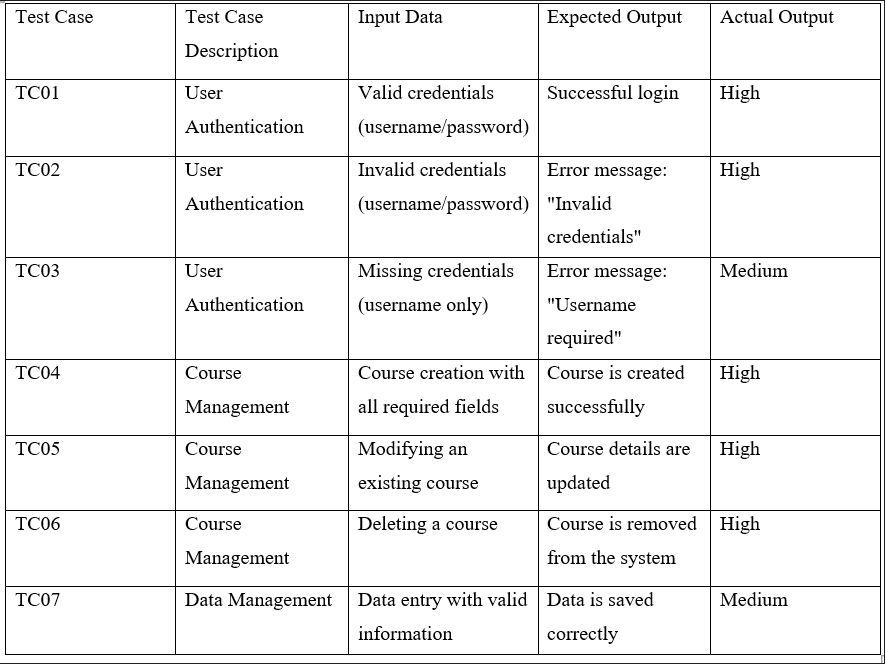 Test Case Test Case Input Data Expected Output Actual Output
Description
TC01 User Valid credentials Successful login High
Authentication (username/password)
TC02 User Invalid credentials Error message: High
Authentication (username/password) "Invalid
credentials"
TC03 User Missing credentials Error message: Medium
Authentication (username only) "Username
required"
TC04 Course Course creation with Course is created High
Management all required fields successfully
TC05 Course Modifying an Course details are High
Management existing course updated
TC06 Course Deleting a course Course is removed High
Management from the system
TC07 Data Management Data entry with valid Data is saved Medium
information correctly